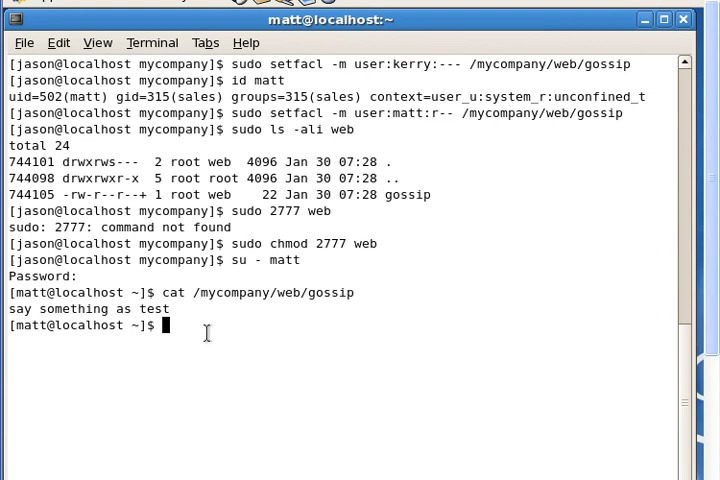 matt@localhost:~
File Edit View Terminal Tabs Help
[jason@localhost mycompany]$ sudo setfacl -m user:kerry:--- /mycompany/web/gossip
[jason@localhost mycompany]$ id matt
uid=502(matt) gid=315(sales) groups=315(sales) context=user_u:system_r:unconfined_t
[jason@localhost mycompany]$ sudo setfacl -m user:matt:r-- /mycompany/web/gossip
[jason@localhost mycompany]$ sudo ls -ali web
total 24
744101 drwxrws---  2 root web  4096 Jan 30 07:28 .
744098 drwxrwxr-x  5 root root 4096 Jan 30 07:28 ..
744105 -rw-r--r--+ 1 root web    22 Jan 30 07:28 gossip
[jason@localhost mycompany]$ sudo 2777 web
sudo: 2777: command not found
[jason@localhost mycompany]$ sudo chmod 2777 web
[jason@localhost mycompany]$ su - matt
Password:
[matt@localhost ~]$ cat /mycompany/web/gossip
say something as test
[matt@localhost ~]$